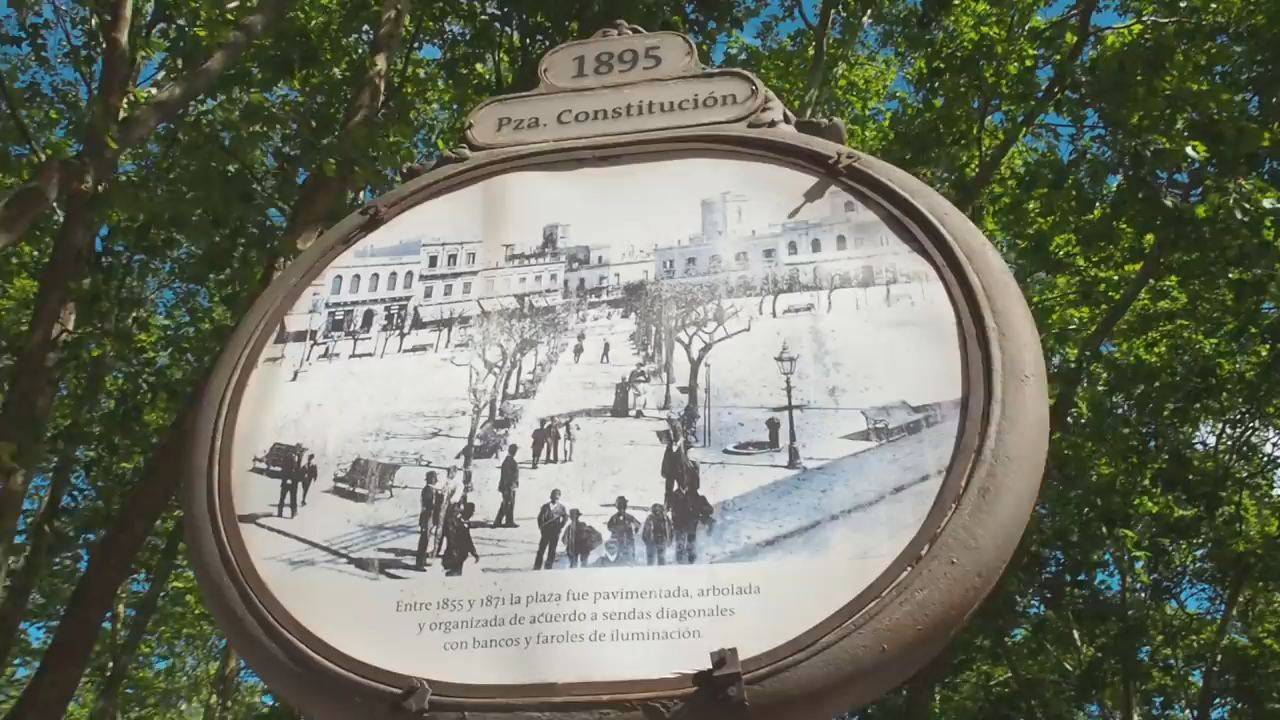 1895
Pza. Constitución
Entre 1855 y 1871 la plaza fue pavimentada, arbolada
y organizada de acuerdo a sendas diagonales
con bancos y faroles de iluminación.